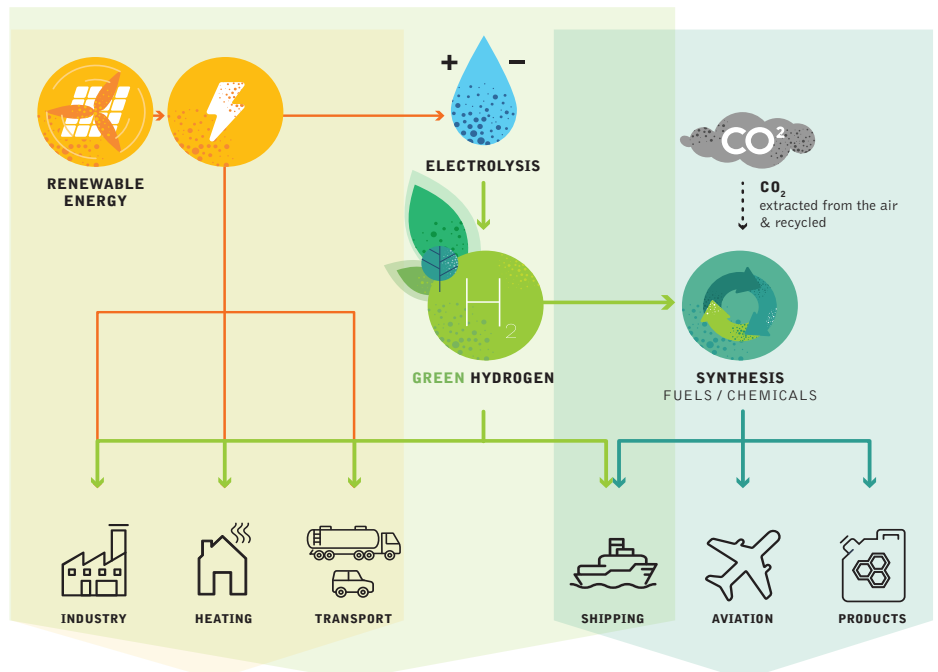 + −
RENEWABLE
ENERGY
ELECTROLYSIS
CO²
CO₂
extracted from the air
& recycled
H₂
GREEN HYDROGEN
SYNTHESIS
FUELS / CHEMICALS
INDUSTRY
HEATING
TRANSPORT
SHIPPING
AVIATION
PRODUCTS